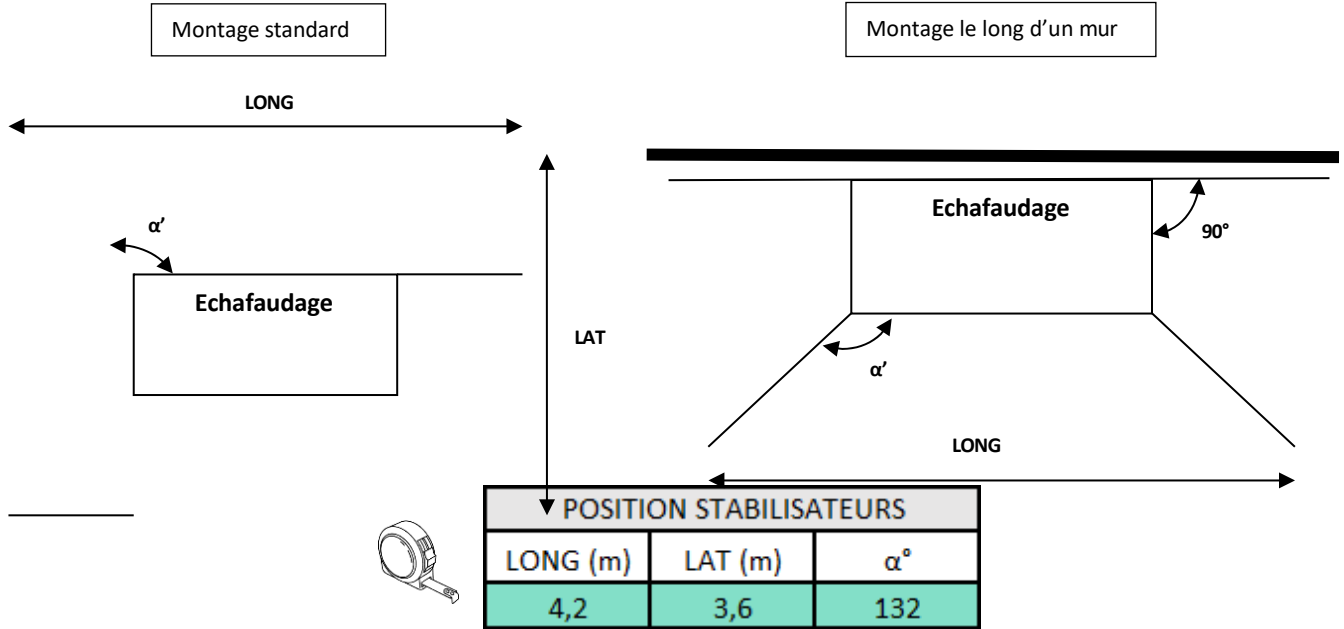 Montage standard
Montage le long d’un mur
LONG
α’
Echafaudage
LAT
Echafaudage
90°
α’
LONG
POSITION STABILISATEURS
LONG (m) LAT (m) α°
4,2 3,6 132